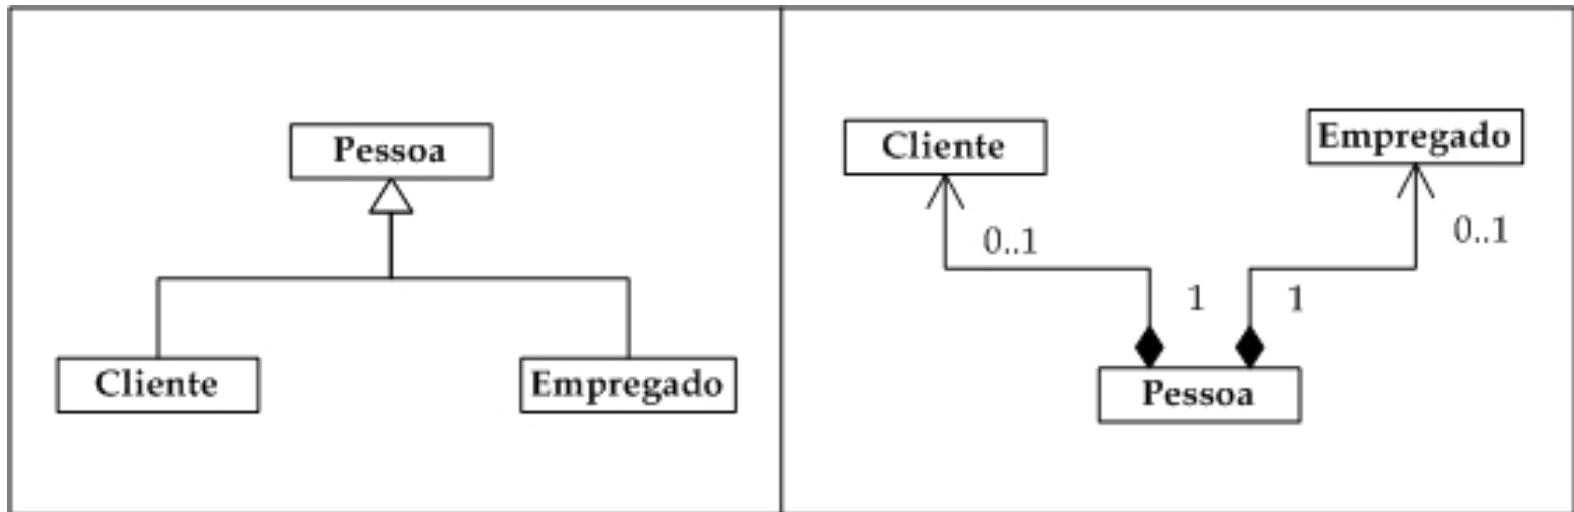 Pessoa
Cliente
Empregado
Cliente
Empregado
0..1
0..1
1
1
Pessoa